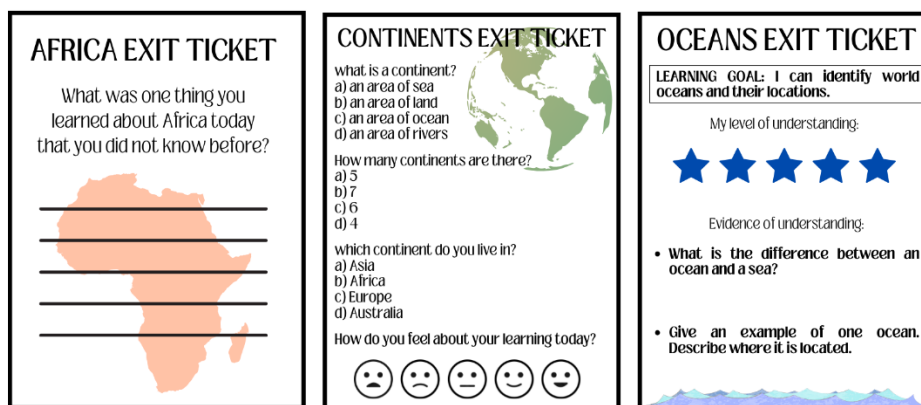 AFRICA EXIT TICKET
What was one thing you
learned about Africa today
that you did not know before?
CONTINENTS EXIT TICKET
what is a continent?
a) an area of sea
b) an area of land
c) an area of ocean
d) an area of rivers
How many continents are there?
a) 5
b) 7
c) 6
d) 4
which continent do you live in?
a) Asia
b) Africa
c) Europe
d) Australia
How do you feel about your learning today?
OCEANS EXIT TICKET
LEARNING GOAL: I can identify world
oceans and their locations.
My level of understanding:
Evidence of understanding:
• What is the difference between an
ocean and a sea?
• Give an example of one ocean.
Describe where it is located.